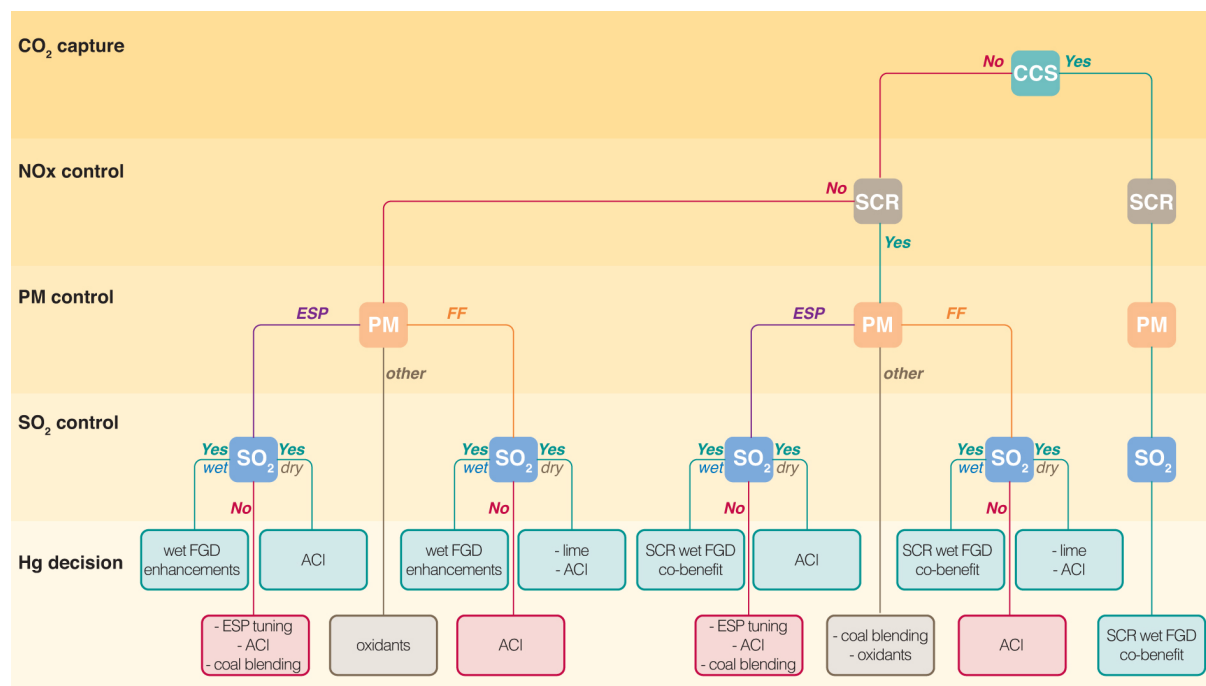 CO2 capture
No
CCS
Yes
NOx control
No
SCR
SCR
Yes
PM control
ESP
PM
FF
ESP
PM
FF
PM
other
other
SO2 control
Yes
wet
SO2
Yes
dry
Yes
wet
SO2
Yes
dry
Yes
wet
SO2
Yes
dry
Yes
wet
SO2
Yes
dry
SO2
No
No
No
No
Hg decision
wet FGD
enhancements
ACI
wet FGD
enhancements
- lime
- ACI
SCR wet FGD
co-benefit
ACI
SCR wet FGD
co-benefit
- lime
- ACI
- ESP tuning
- ACI
- coal blending
oxidants
ACI
- ESP tuning
- ACI
- coal blending
- coal blending
- oxidants
ACI
SCR wet FGD
co-benefit